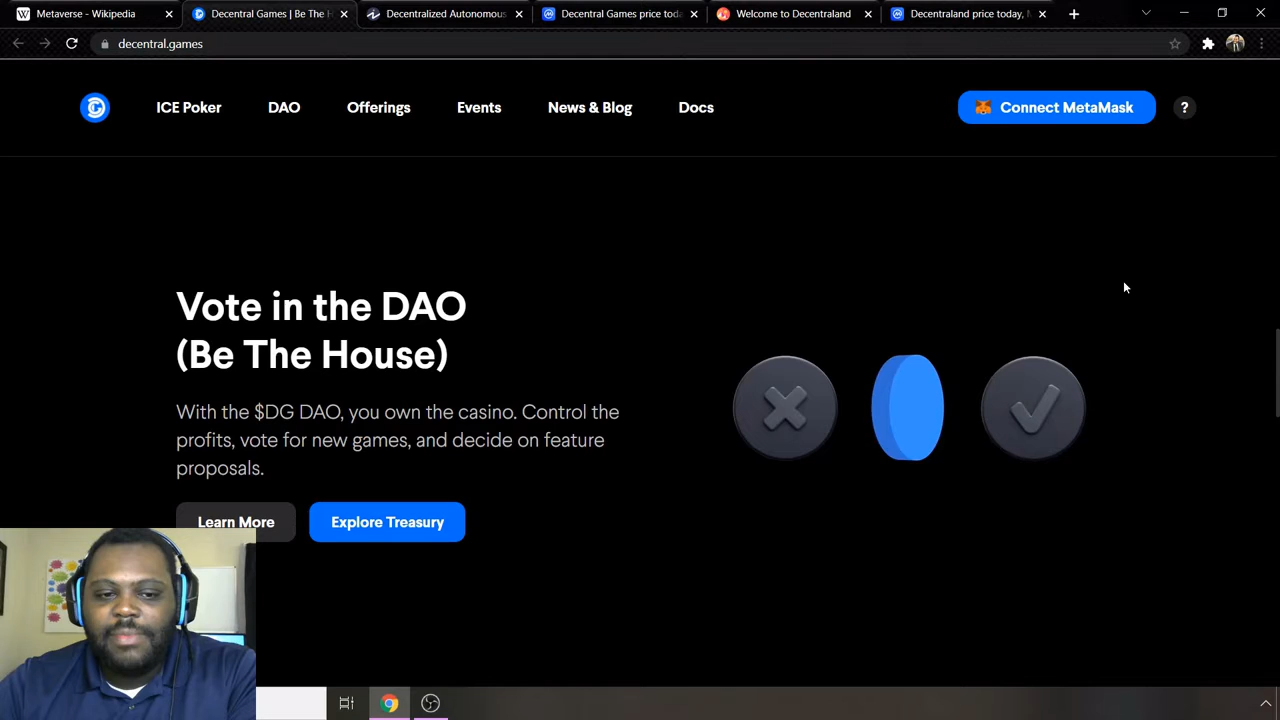 Metaverse - Wikipedia
Decentral Games | Be The H
Decentralized Autonomous
Decentral Games price tod
Welcome to Decentraland
Decentraland price today,
decentral.games
ICE Poker
DAO
Offerings
Events
News & Blog
Docs
Connect MetaMask
?
Vote in the DAO
(Be The House)
With the $DG DAO, you own the casino. Control the
profits, vote for new games, and decide on feature
proposals.
Learn More
Explore Treasury